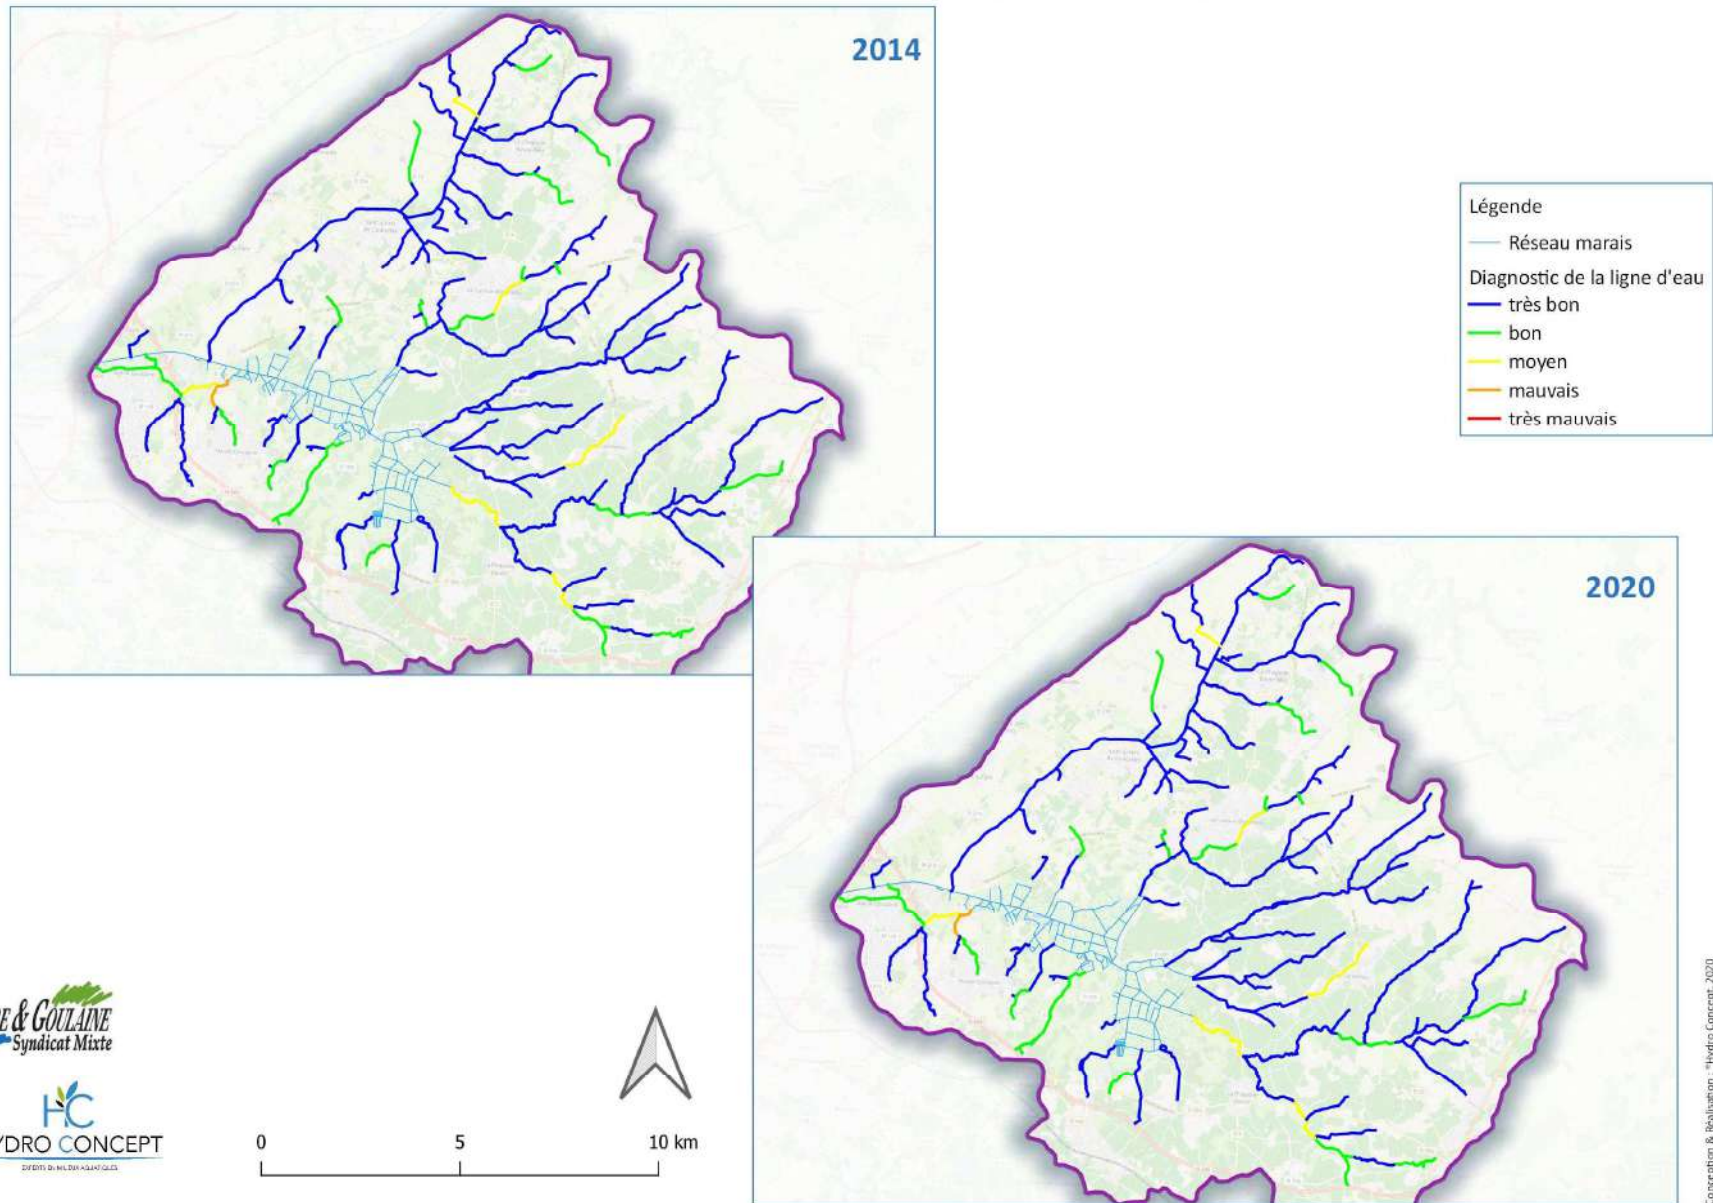 2014
Légende
Réseau marais
Diagnostic de la ligne d'eau
très bon
bon
moyen
mauvais
très mauvais
2020
E & GOULAINE
Syndicat Mixte
HC
YDRO CONCEPT
0 5 10 km
Conception & Réalisation : "Hydro Concept, 2020